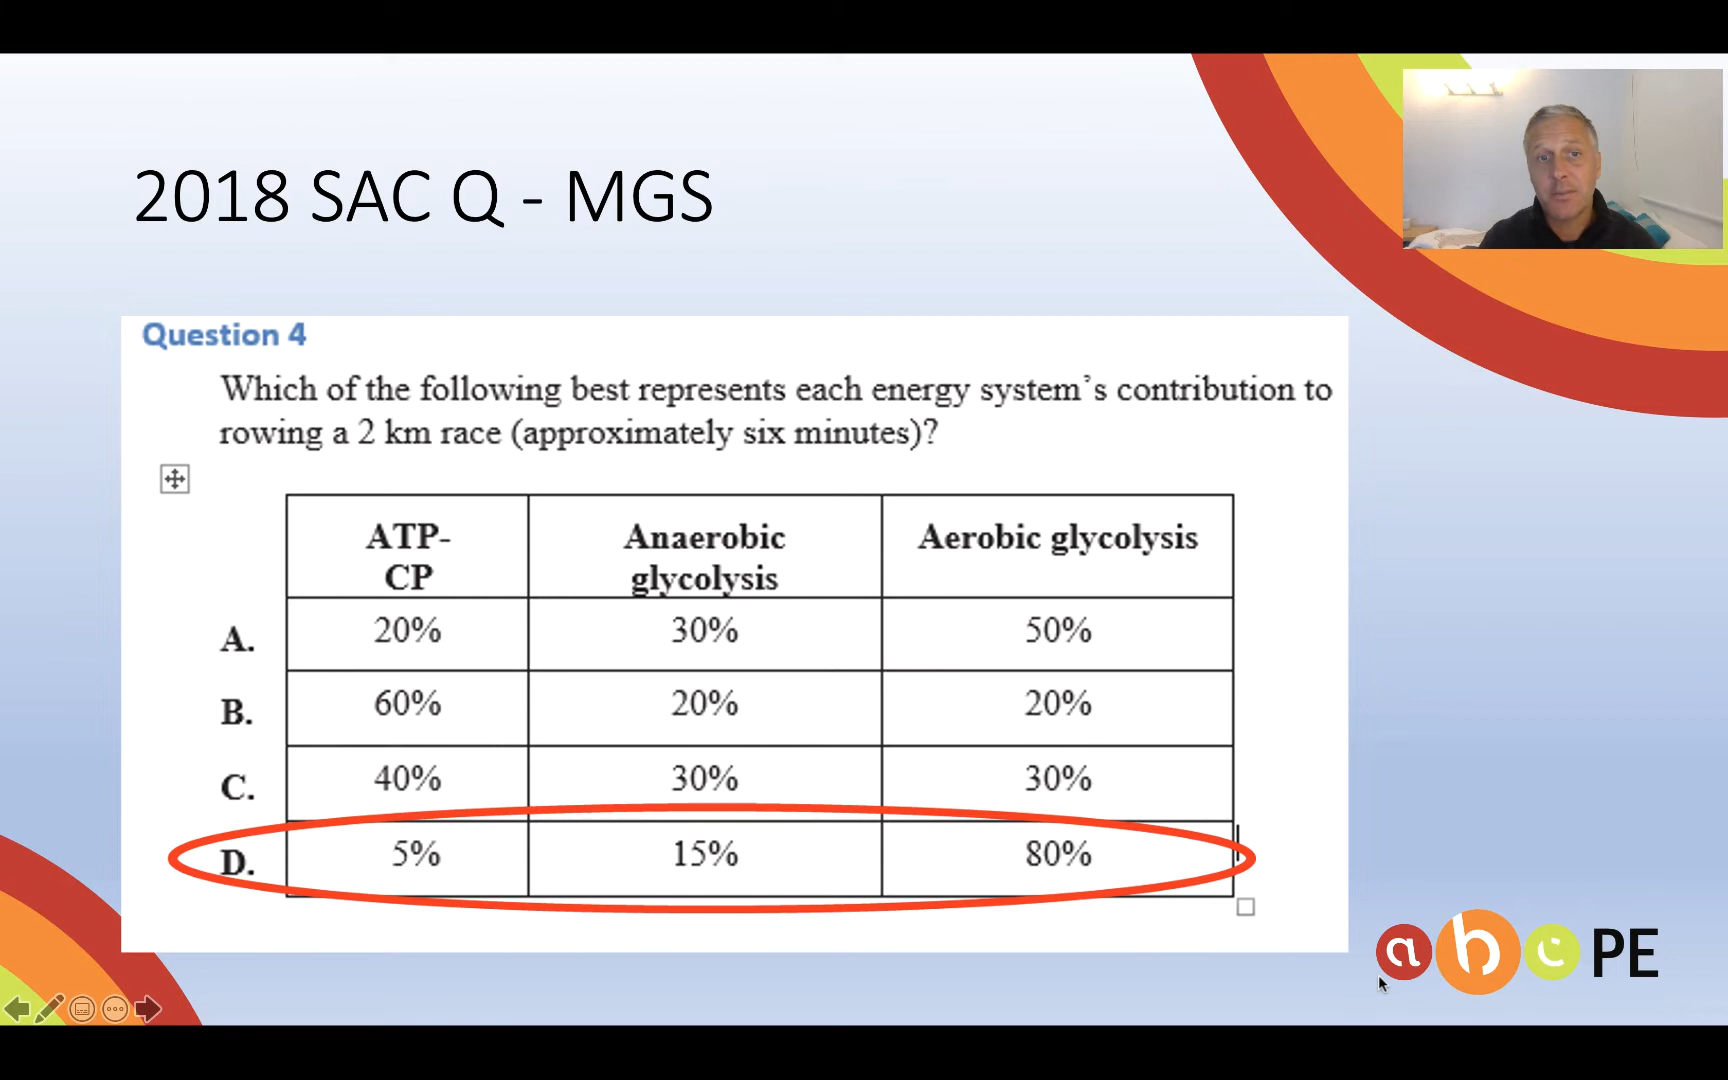 2018 SAC Q - MGS
Question 4
Which of the following best represents each energy system's contribution to
rowing a 2 km race (approximately six minutes)?
ATP-
CP
Anaerobic
glycolysis
Aerobic glycolysis
A. 20% 30% 50%
B. 60% 20% 20%
C. 40% 30% 30%
D. 5% 15% 80%
a b c PE